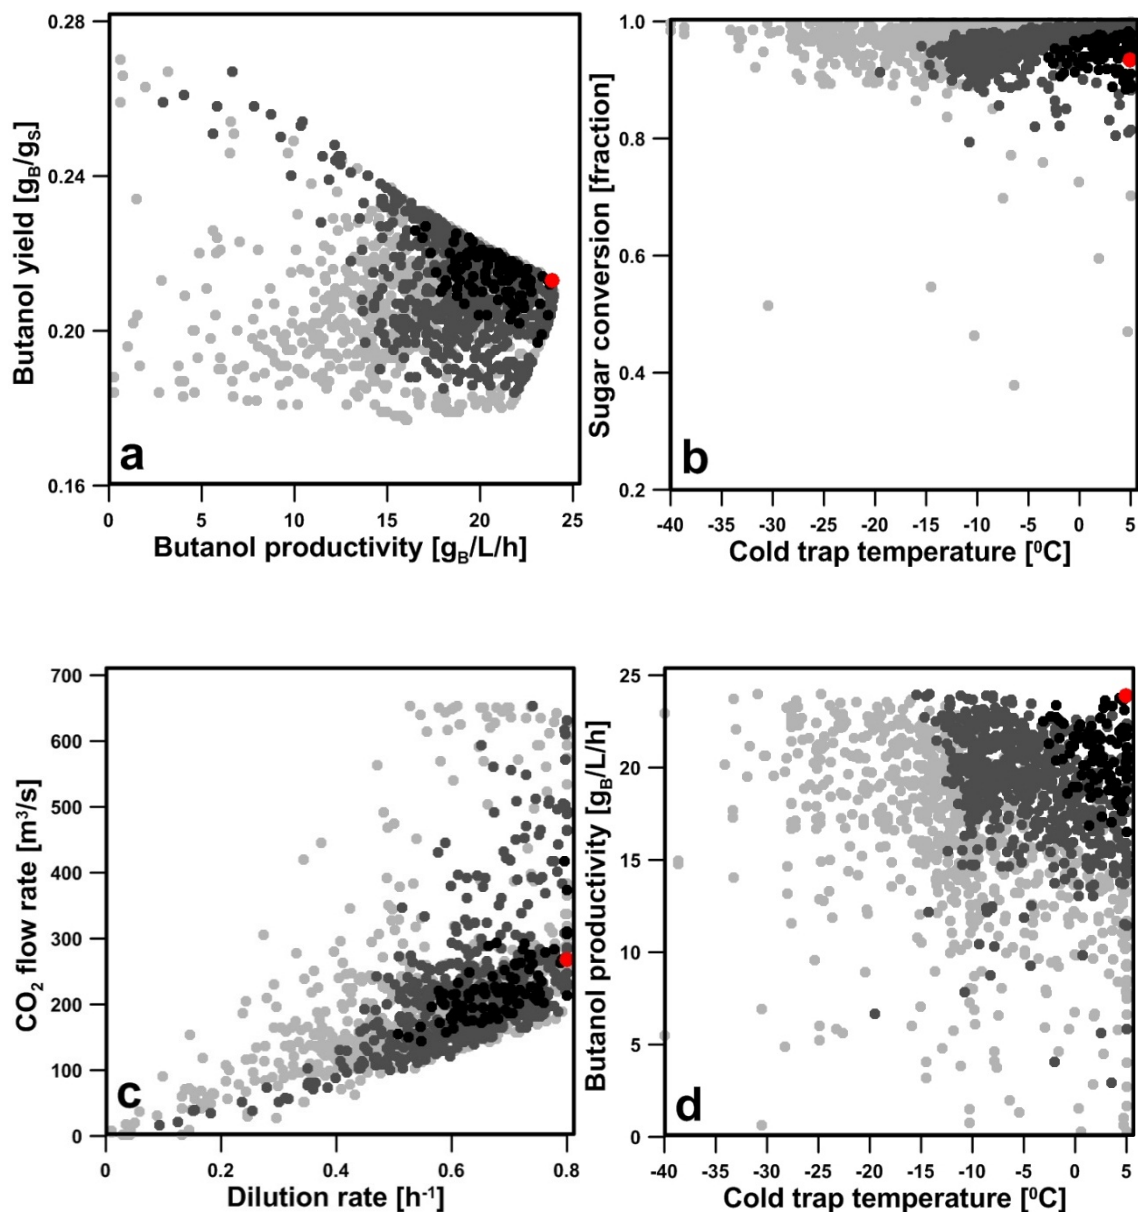 0.28
0.24
0.20
0.16
Butanol yield [gB/gS]
a
0 5 10 15 20 25
Butanol productivity [gB/L/h]
1.0
0.8
0.6
0.4
0.2
Sugar conversion [fraction]
b
-40 -35 -30 -25 -20 -15 -10 -5 0 5
Cold trap temperature [⁰C]
700
600
500
400
300
200
100
0
CO₂ flow rate [m³/s]
c
0 0.2 0.4 0.6 0.8
Dilution rate [h⁻¹]
25
20
15
10
5
0
Butanol productivity [gB/L/h]
d
-40 -35 -30 -25 -20 -15 -10 -5 0 5
Cold trap temperature [⁰C]